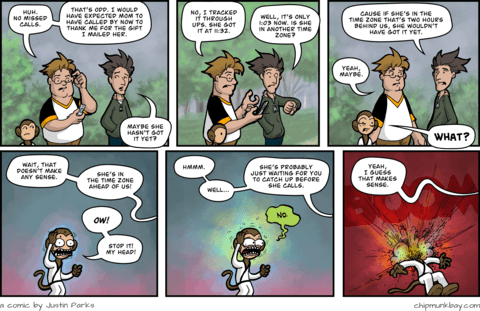 HUH.
NO MISSED
CALLS.
THAT'S ODD. I WOULD
HAVE EXPECTED MOM TO
HAVE CALLED BY NOW TO
THANK ME FOR THE GIFT
I MAILED HER.
MAYBE SHE
HASN'T GOT
IT YET?
NO, I TRACKED
IT THROUGH
UPS. SHE GOT
IT AT 11:32.
WELL, IT'S ONLY
1:03 NOW. IS SHE
IN ANOTHER TIME
ZONE?
CAUSE IF SHE'S IN THE
TIME ZONE THAT'S TWO HOURS
BEHIND US, SHE WOULDN'T
HAVE GOT IT YET.
YEAH,
MAYBE.
WHAT?
WAIT, THAT
DOESN'T MAKE
ANY SENSE.
SHE'S IN
THE TIME ZONE
AHEAD OF US!
OW!
STOP IT!
MY HEAD!
HMMM.
WELL...
SHE'S PROBABLY
JUST WAITING FOR YOU
TO CATCH UP BEFORE
SHE CALLS.
NO.
YEAH,
I GUESS
THAT MAKES
SENSE.
BOOM
a comic by Justin Parks
chipmunkbay.com